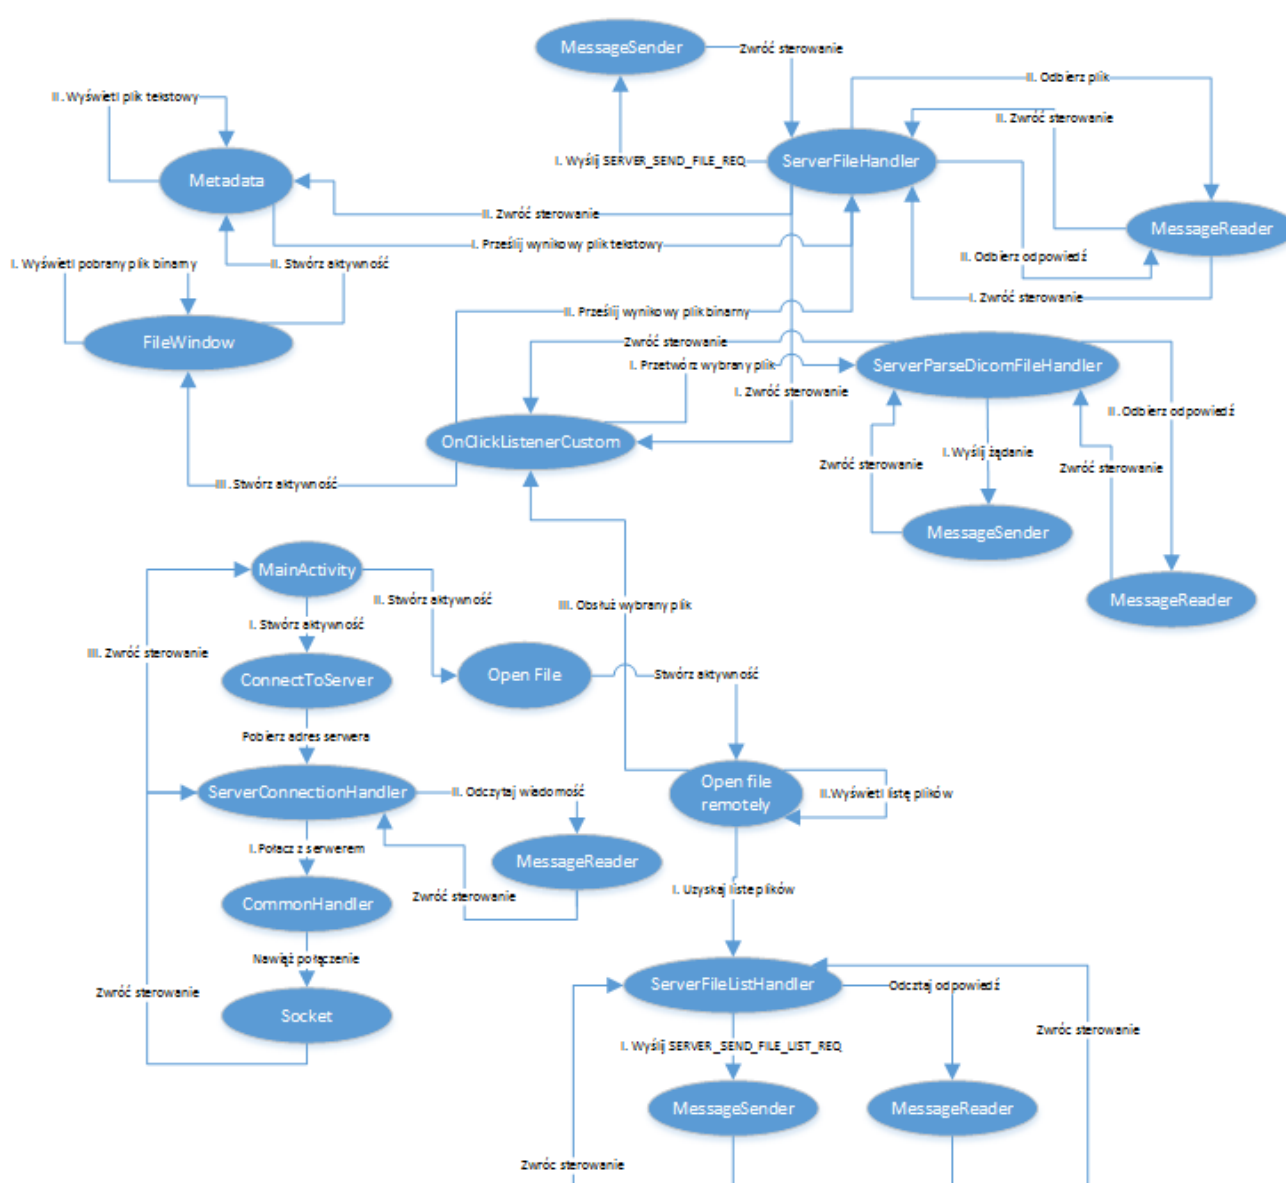 MessageSender
Zwróć sterowanie
II. Odbierz plik
II. Wyświetl plik tekstowy
II. Zwróć sterowanie
I. Wyślij SERVER_SEND_FILE_REQ
ServerFileHandler
Metadada
II. Zwróć sterowanie
MessageReader
I. Prześlij wynikowy plik tekstowy
II. Odbierz odpowiedź
I. Wyświetl pobrany plik binarny
II. Stwórz aktywność
I. Zwróć sterowanie
II. Prześlij wynikowy plik binarny
FileWindow
Zwróć sterowanie
I. Przetwórz wybrany plik
ServerParseDicomFileHandler
I. Zwróć sterowanie
II.Odbierz odpowiedź
OnClickListenerCustom
I.Wyślij żądanie
Zwróć sterowanie
Zwróć sterowanie
III. Stwórz aktywność
MessageSender
MainActivity
II. Stwórz aktywność
III. Obsłuż wybrany plik
MessageReader
I. Stwórz aktywność
III. Zwróć sterowanie
ConnectToServer
Open File
Stwórz aktywność
Pobierz adres serwera
ServerConnectionHandler
II. Odczytaj wiadomość
Open file
remotely
II.Wyświetl listę plików
I.Połacz z serwerem
MessageReader
I. Uzyskaj liste plików
Zwróć sterowanie
CommonHandler
Nawiąż połączenie
Zwróć sterowanie
ServerFileListHandler
Odcztaj odpowiedź
Socket
Zwróc sterowanie
I. Wyślij SERVER_SEND_FILE_LIST_REQ
MessageSender
MessageReader
Zwróc sterowanie